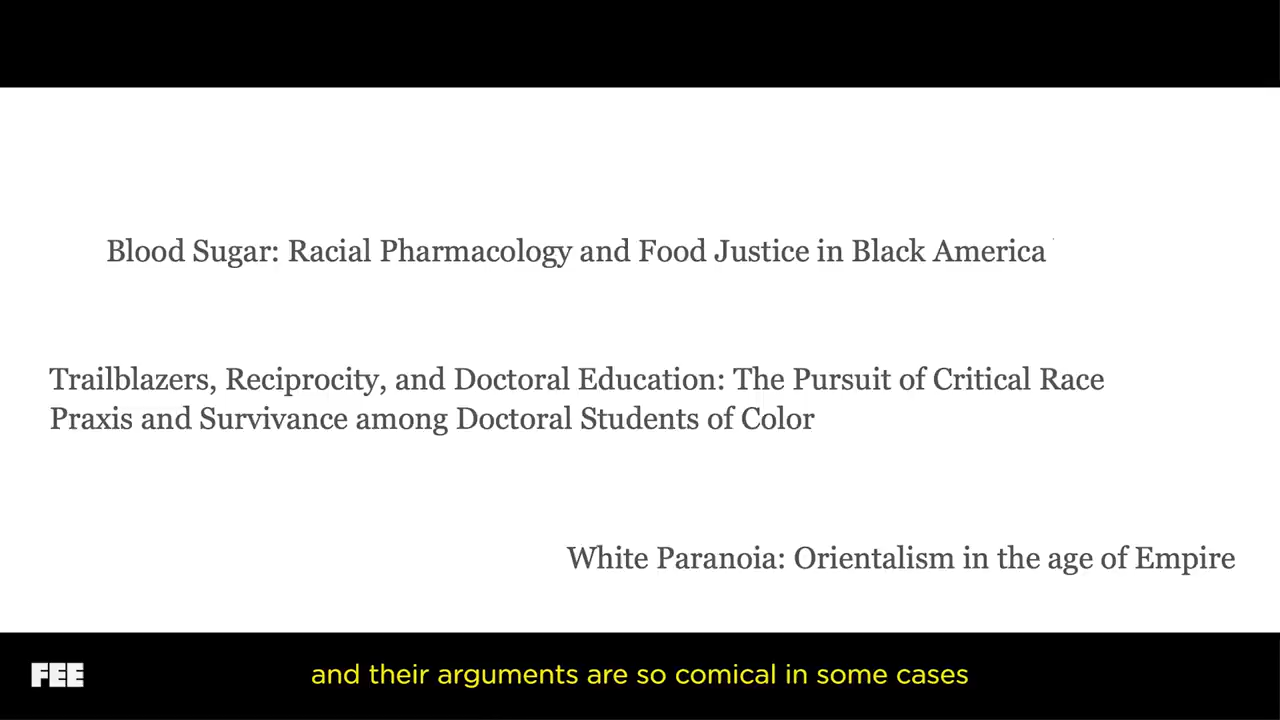 Blood Sugar: Racial Pharmacology and Food Justice in Black America
Trailblazers, Reciprocity, and Doctoral Education: The Pursuit of Critical Race
Praxis and Survivance among Doctoral Students of Color
White Paranoia: Orientalism in the age of Empire
FEE
and their arguments are so comical in some cases